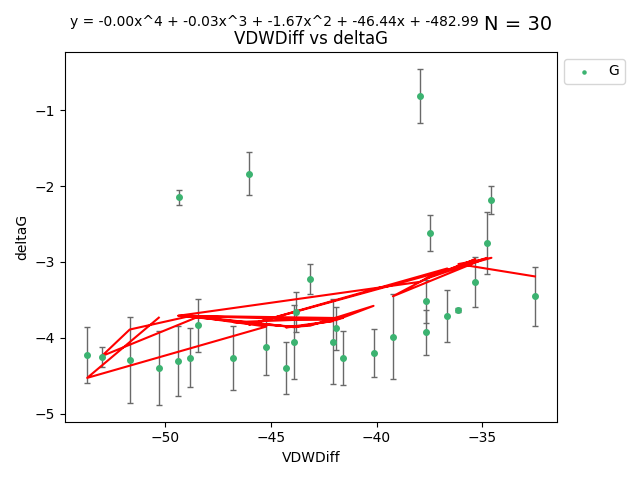 y = -0.00x^4 + -0.03x^3 + -1.67x^2 + -46.44x + -482.99 N = 30
VDWDiff vs deltaG
G
−1
−2
−3
−4
−5
deltaG
−50 −45 −40 −35
VDWDiff